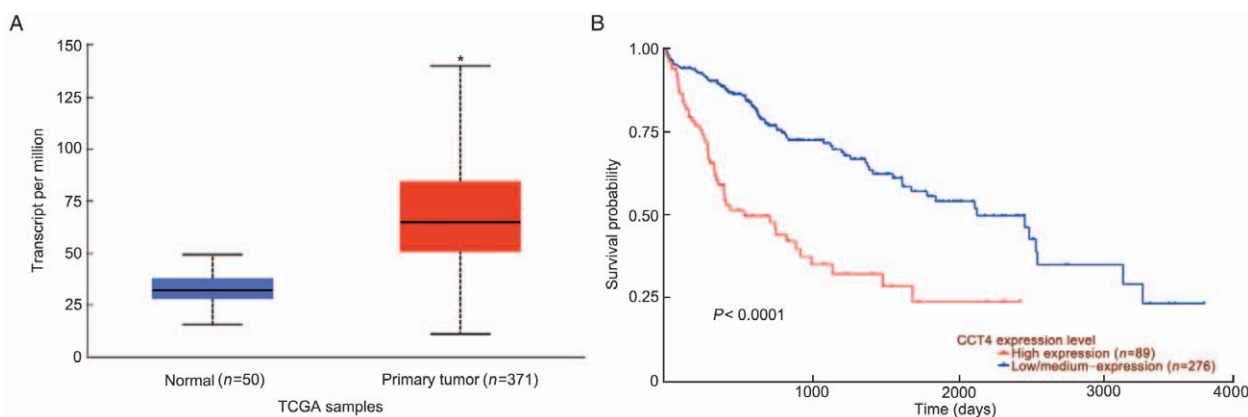 A
150
125
100
75
50
25
0
Transcript per million
*
Normal (n=50)
Primary tumor (n=371)
TCGA samples
B
1.00
0.75
0.50
0.25
0
Survival probability
P< 0.0001
CCT4 expression level
High expression (n=89)
Low/medium-expression (n=276)
1000
2000
3000
4000
Time (days)